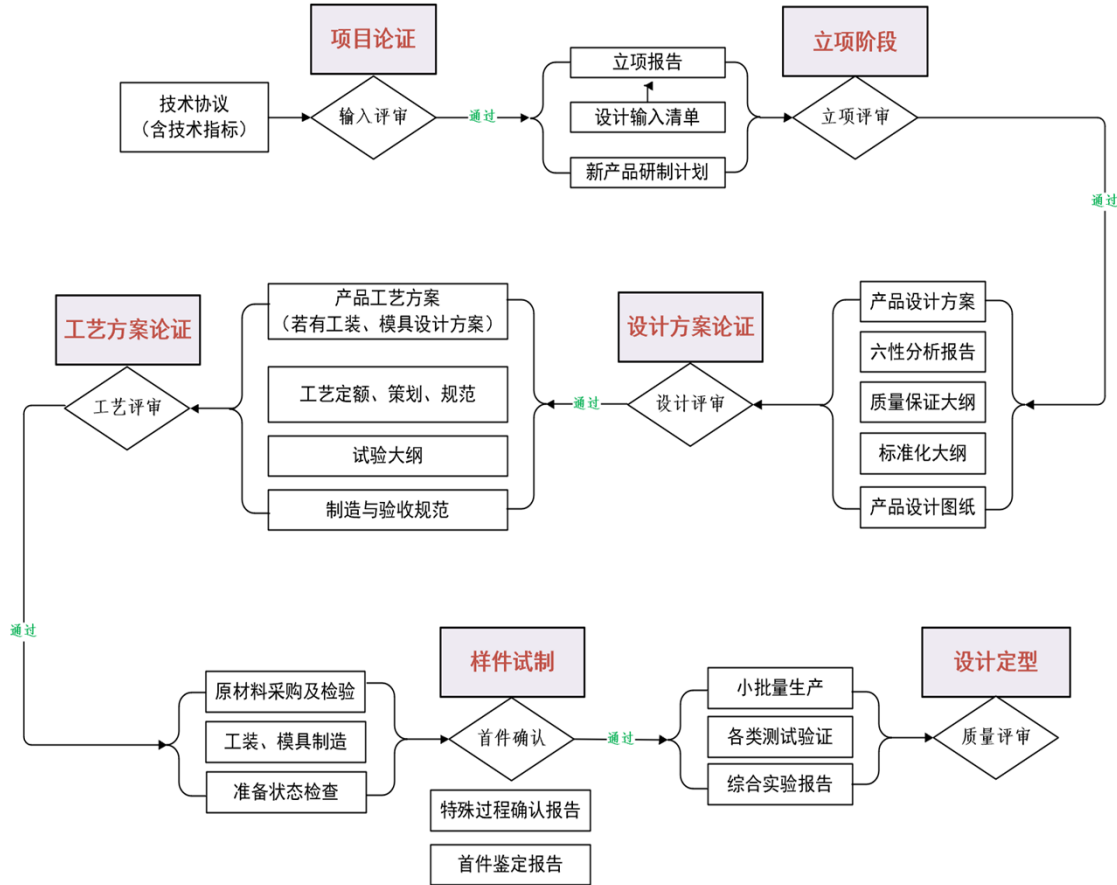 项目论证
立项阶段
技术协议
（含技术指标）
输入评审
通过
立项报告
设计输入清单
新产品研制计划
立项评审
通过
工艺方案论证
产品工艺方案
（若有工装、模具设计方案）
设计方案论证
产品设计方案
六性分析报告
工艺评审
工艺定额、策划、规范
通过
设计评审
质量保证大纲
试验大纲
标准化大纲
制造与验收规范
产品设计图纸
通过
样件试制
设计定型
原材料采购及检验
小批量生产
工装、模具制造
首件确认
通过
各类测试验证
质量评审
准备状态检查
综合实验报告
特殊过程确认报告
首件鉴定报告